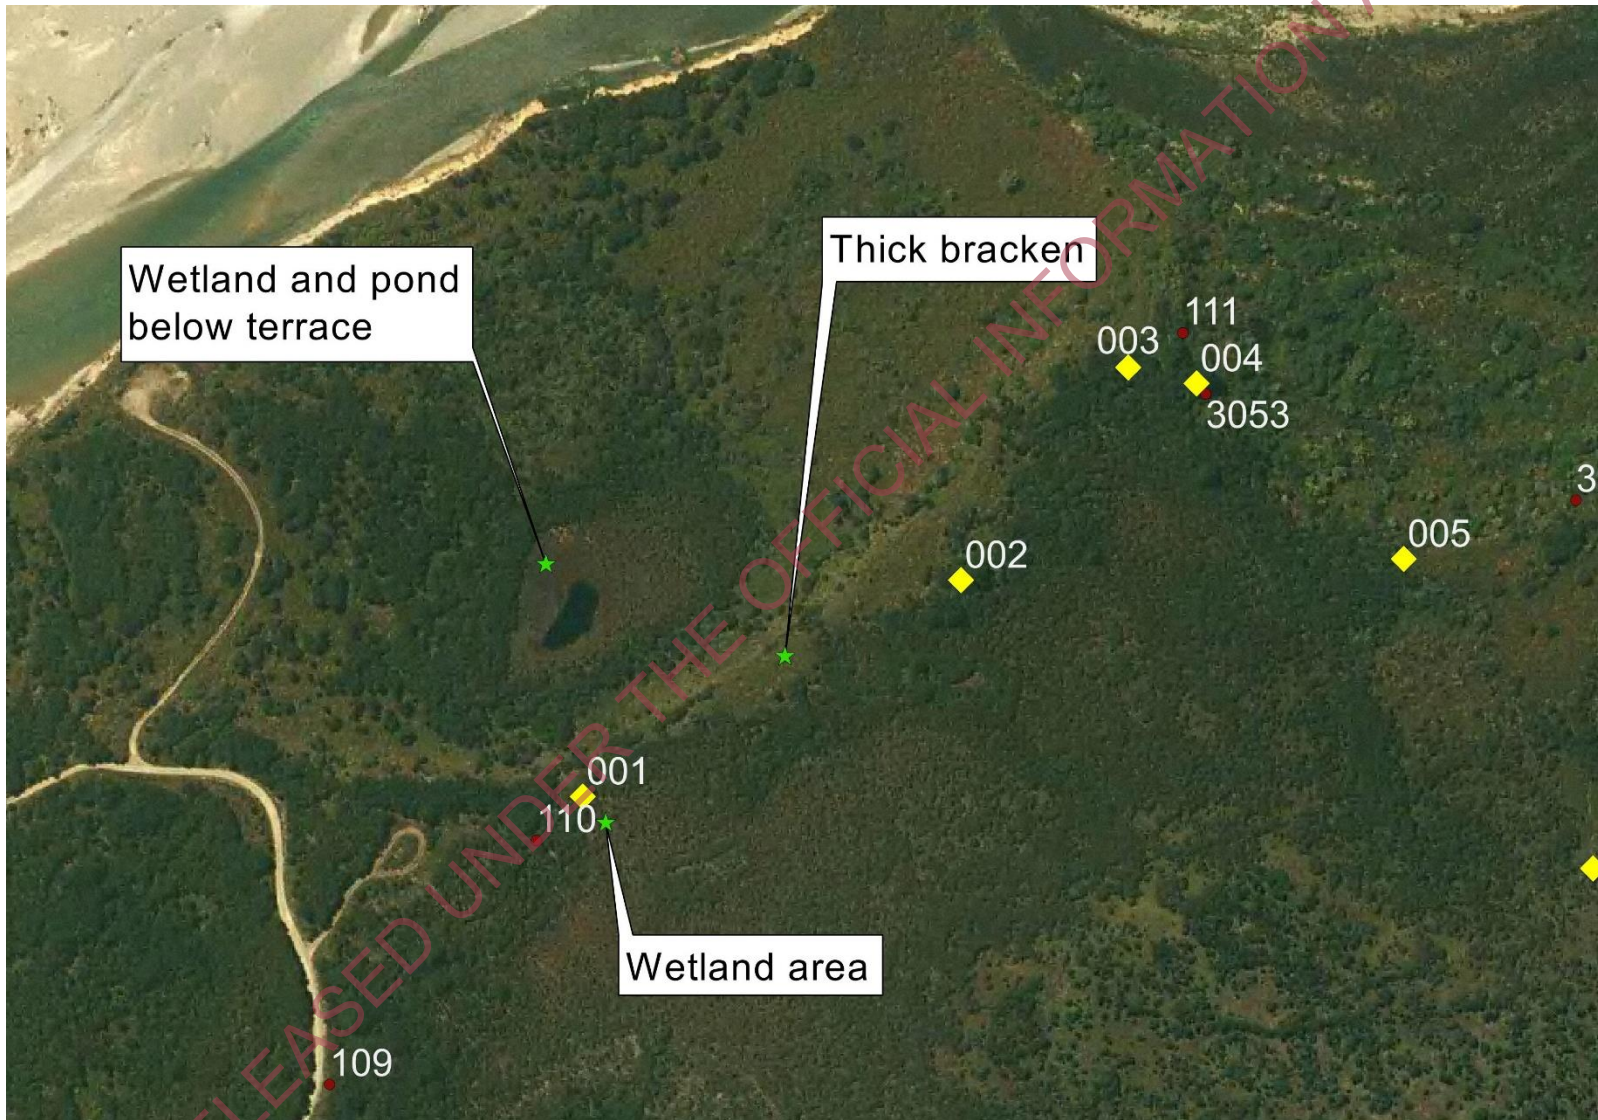 RELEASED UNDER THE OFFICIAL INFORMATION
Wetland and pond
below terrace
Thick bracken
111
003
004
3053
3
005
002
001
110
Wetland area
109